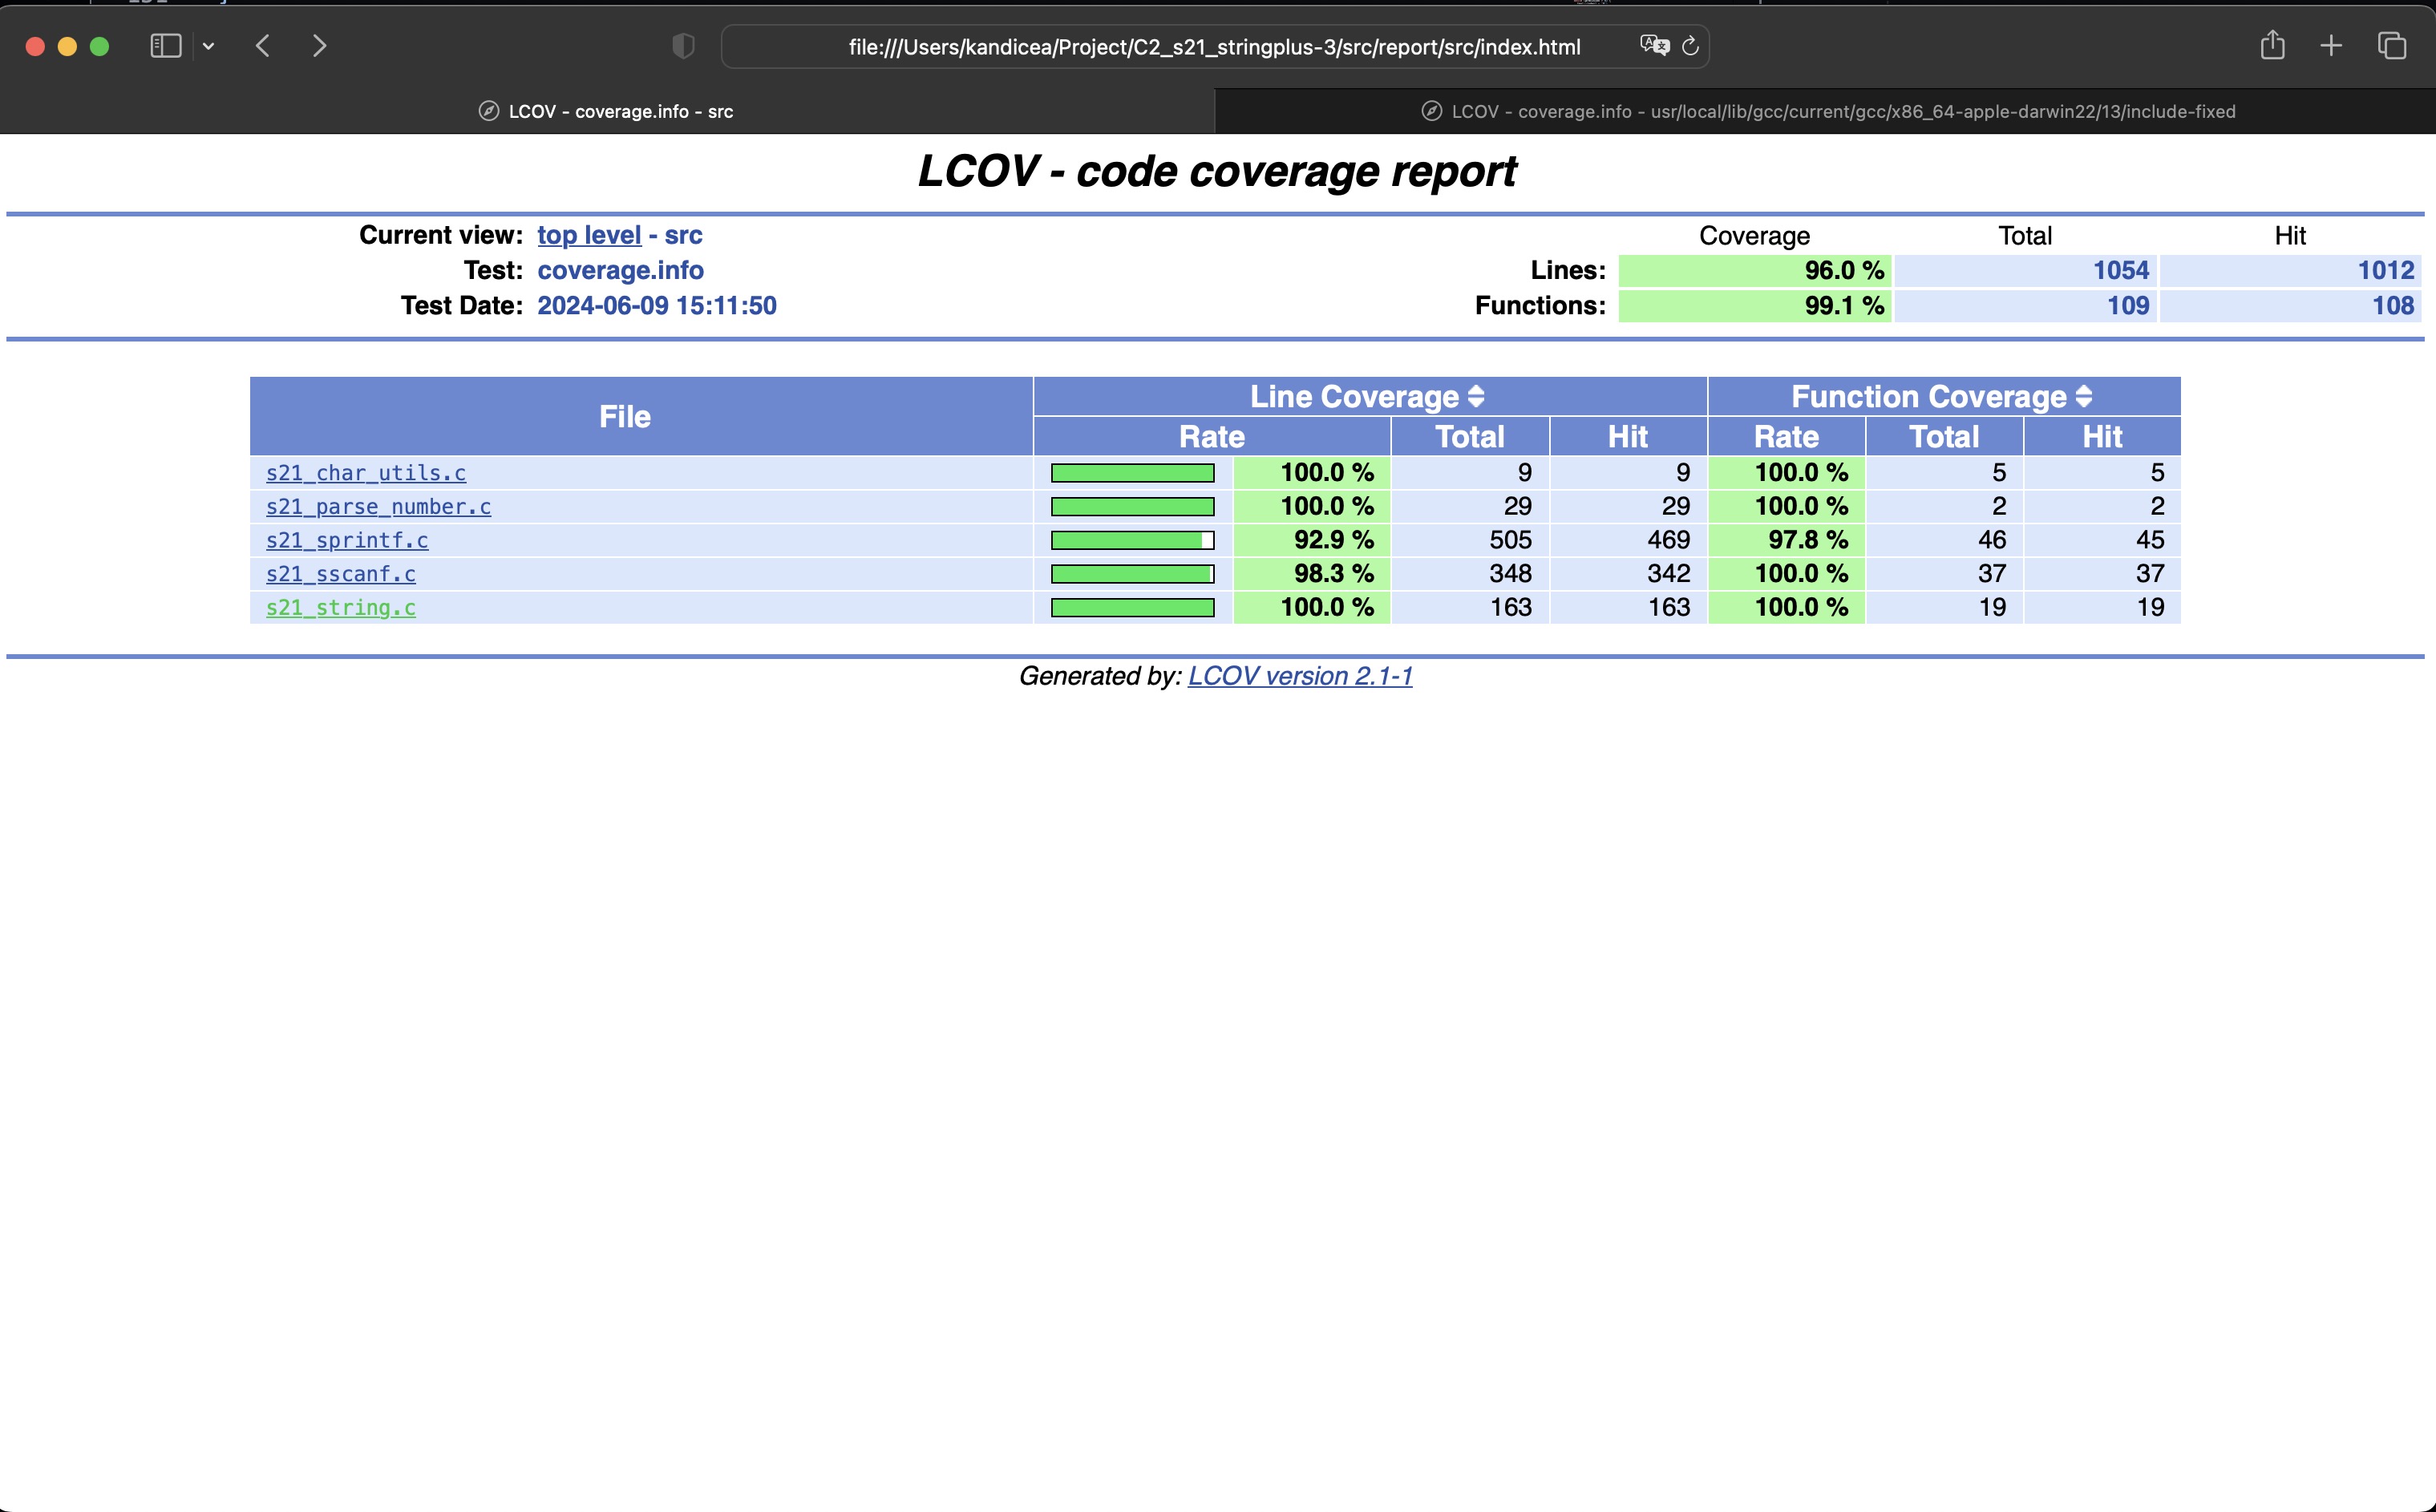 file:///Users/kandicea/Project/C2_s21_stringplus-3/src/report/src/index.html
LCOV - coverage.info - src
LCOV - coverage.info - usr/local/lib/gcc/current/gcc/x86_64-apple-darwin22/13/include-fixed
LCOV - code coverage report
Current view: top level - src Coverage Total Hit
Test: coverage.info Lines: 96.0 % 1054 1012
Test Date: 2024-06-09 15:11:50 Functions: 99.1 % 109 108
File Line Coverage Function Coverage
Rate Total Hit Rate Total Hit
s21_char_utils.c 100.0 % 9 9 100.0 % 5 5
s21_parse_number.c 100.0 % 29 29 100.0 % 2 2
s21_sprintf.c 92.9 % 505 469 97.8 % 46 45
s21_sscanf.c 98.3 % 348 342 100.0 % 37 37
s21_string.c 100.0 % 163 163 100.0 % 19 19
Generated by: LCOV version 2.1-1